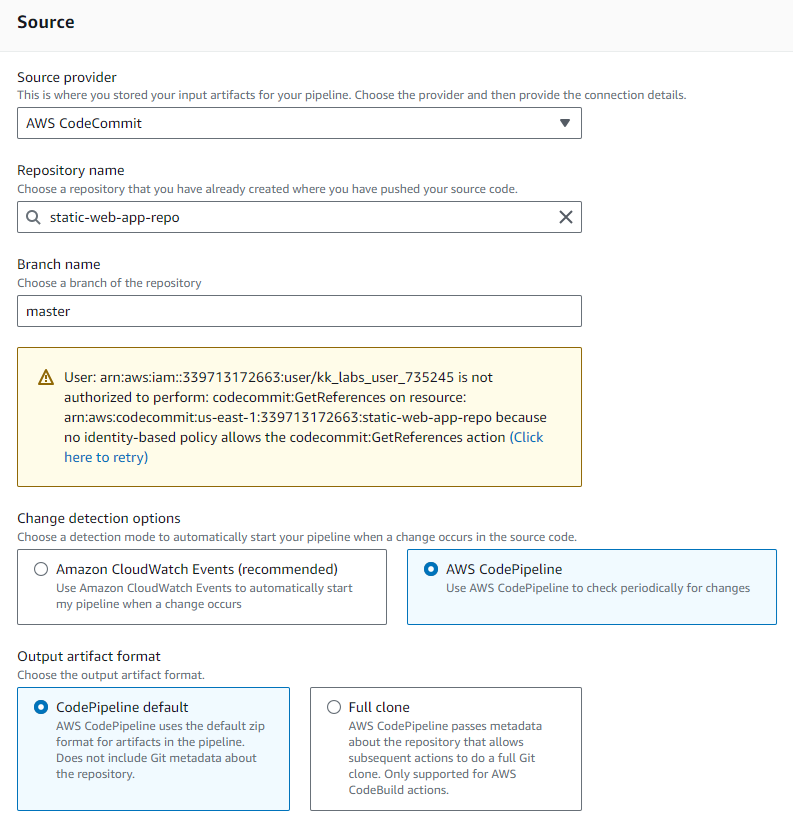 Source
Source provider
This is where you stored your input artifacts for your pipeline. Choose the provider and then provide the connection details.
AWS CodeCommit
Repository name
Choose a repository that you have already created where you have pushed your source code.
static-web-app-repo
Branch name
Choose a branch of the repository
master
User: arn:aws:iam::339713172663:user/kk_labs_user_735245 is not
authorized to perform: codecommit:GetReferences on resource:
arn:aws:codecommit:us-east-1:339713172663:static-web-app-repo because
no identity-based policy allows the codecommit:GetReferences action (Click
here to retry)
Change detection options
Choose a detection mode to automatically start your pipeline when a change occurs in the source code.
Amazon CloudWatch Events (recommended)
Use Amazon CloudWatch Events to automatically start
my pipeline when a change occurs
AWS CodePipeline
Use AWS CodePipeline to check periodically for changes
Output artifact format
Choose the output artifact format.
CodePipeline default
AWS CodePipeline uses the default zip
format for artifacts in the pipeline.
Does not include Git metadata about
the repository.
Full clone
AWS CodePipeline passes metadata
about the repository that allows
subsequent actions to do a full Git
clone. Only supported for AWS
CodeBuild actions.